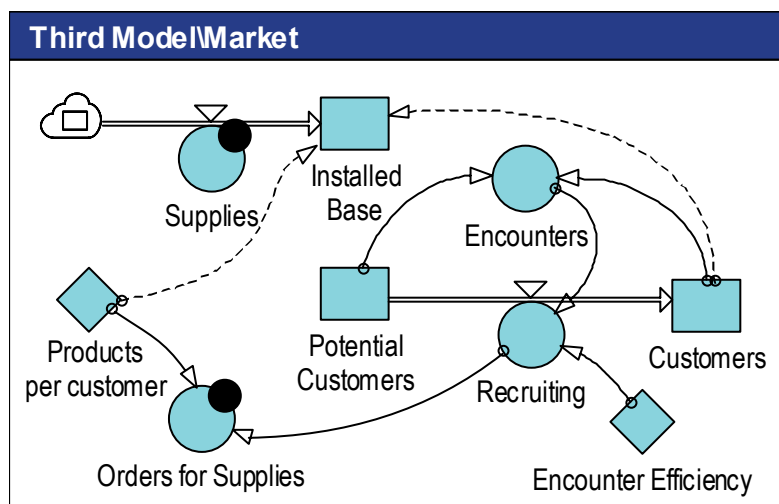 Third Model\Market
Installed
Base
Supplies
Encounters
Products
per customer
Potential
Customers
Recruiting
Customers
Orders for Supplies
Encounter Efficiency